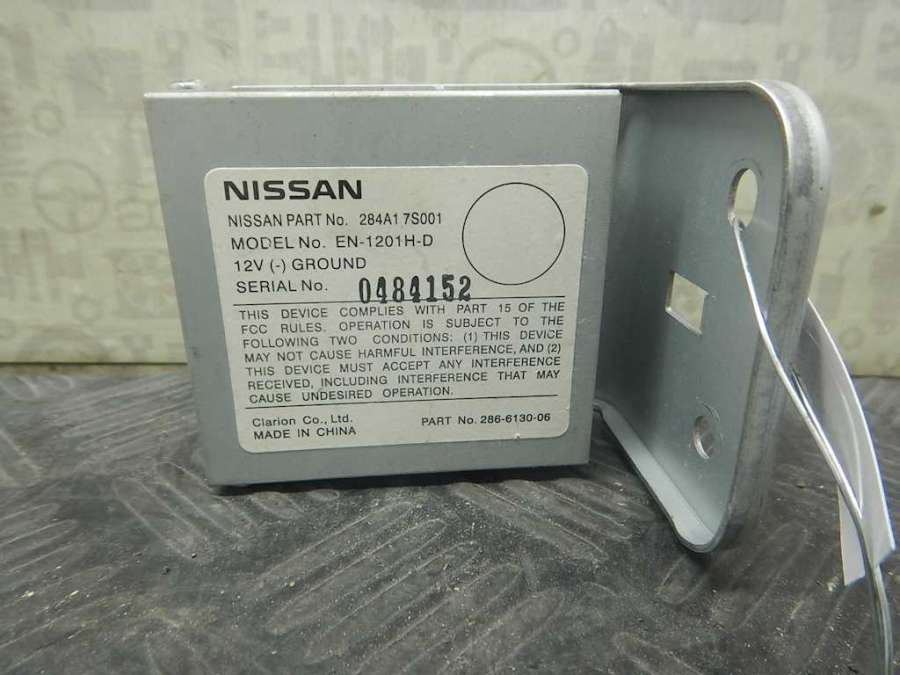 NISSAN
NISSAN PART No. 284A1 7S001
MODEL No. EN-1201H-D
12V (-) GROUND
SERIAL No. 0484152
THIS DEVICE COMPLIES WITH PART 15 OF THE
FCC RULES. OPERATION IS SUBJECT TO THE
FOLLOWING TWO CONDITIONS: (1) THIS DEVICE
MAY NOT CAUSE HARMFUL INTERFERENCE, AND (2)
THIS DEVICE MUST ACCEPT ANY INTERFERENCE
RECEIVED, INCLUDING INTERFERENCE THAT MAY
CAUSE UNDESIRED OPERATION.
Clarion Co., Ltd. PART No. 286-6130-06
MADE IN CHINA